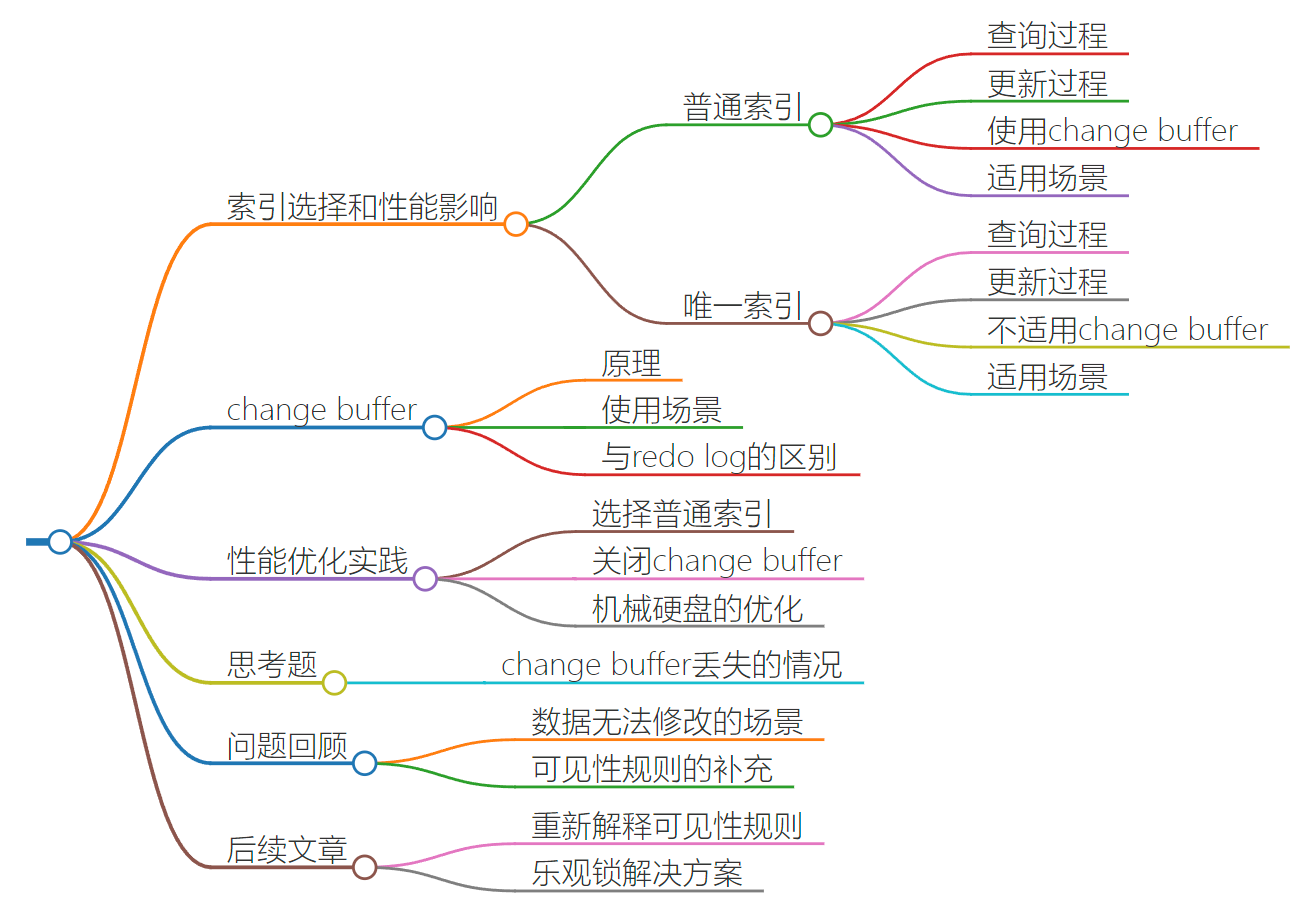 索引选择和性能影响
普通索引
查询过程
更新过程
使用change buffer
适用场景
唯一索引
查询过程
更新过程
不适用change buffer
适用场景
change buffer
原理
使用场景
与redo log的区别
性能优化实践
选择普通索引
关闭change buffer
机械硬盘的优化
思考题
change buffer丢失的情况
问题回顾
数据无法修改的场景
可见性规则的补充
后续文章
重新解释可见性规则
乐观锁解决方案